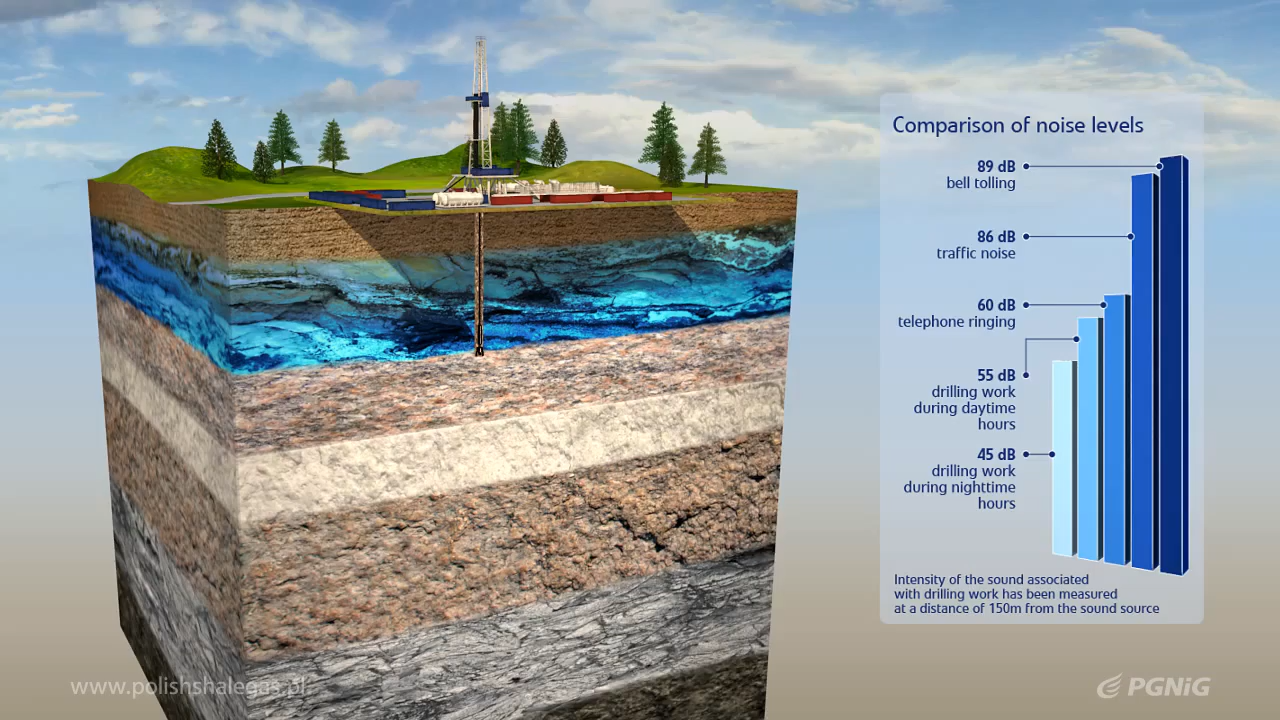 Comparison of noise levels
89 dB
bell tolling
86 dB
traffic noise
60 dB
telephone ringing
55 dB
drilling work
during daytime
hours
45 dB
drilling work
during nighttime
hours
Intensity of the sound associated
with drilling work has been measured
at a distance of 150m from the sound source
www.polishshalegas.pl
PGNiG